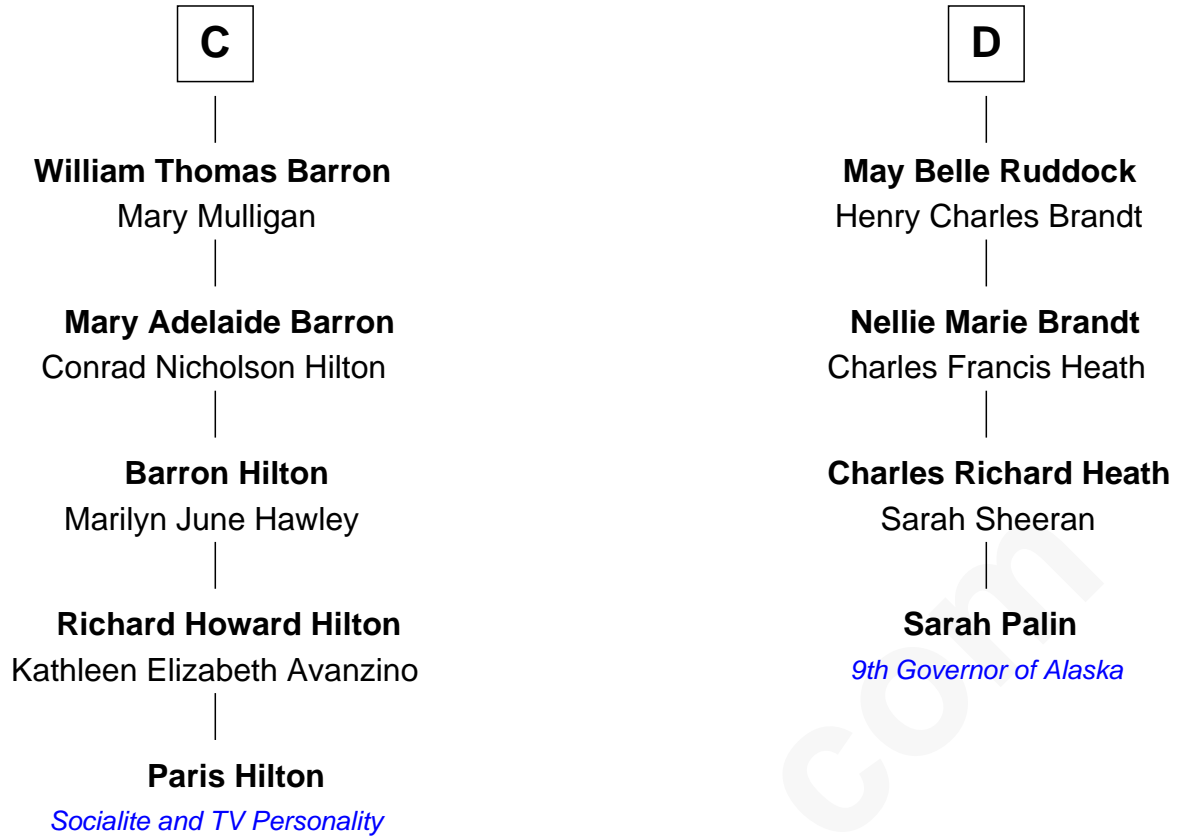 C
William Thomas Barron
Mary Mulligan
Mary Adelaide Barron
Conrad Nicholson Hilton
Barron Hilton
Marilyn June Hawley
Richard Howard Hilton
Kathleen Elizabeth Avanzino
Paris Hilton
Socialite and TV Personality
D
May Belle Ruddock
Henry Charles Brandt
Nellie Marie Brandt
Charles Francis Heath
Charles Richard Heath
Sarah Sheeran
Sarah Palin
9th Governor of Alaska
com